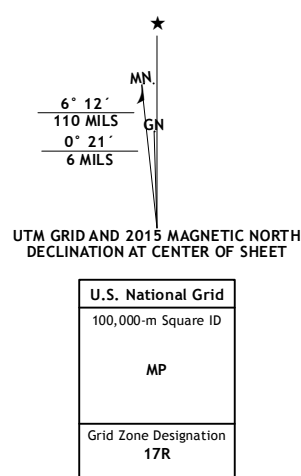 ★
MN.
6° 12´
110 MILS
GN
0° 21´
6 MILS
UTM GRID AND 2015 MAGNETIC NORTH
DECLINATION AT CENTER OF SHEET
U.S. National Grid
100,000-m Square ID
MP
Grid Zone Designation
17R